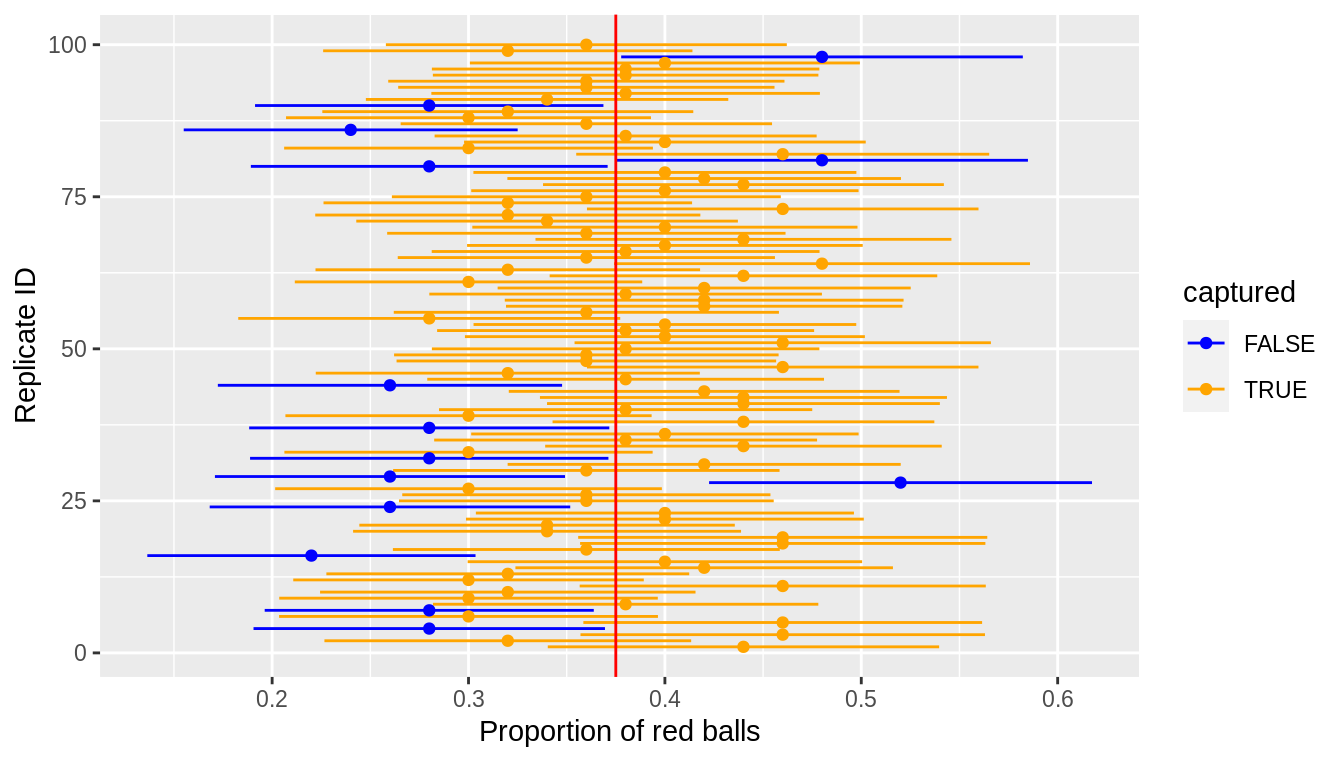 100
75
50
25
0
Replicate ID
0.2 0.3 0.4 0.5 0.6
Proportion of red balls
captured
FALSE
TRUE